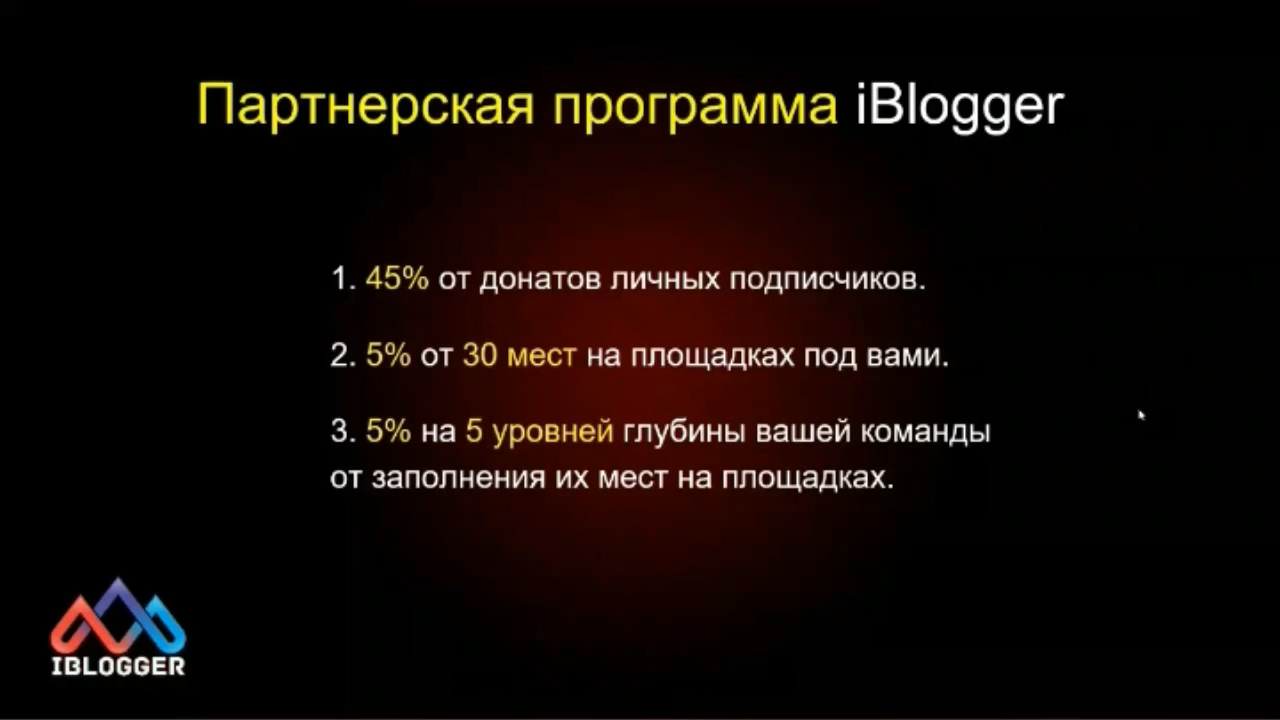 Партнерская программа iBlogger
1. 45% от донатов личных подписчиков.
2. 5% от 30 мест на площадках под вами.
3. 5% на 5 уровней глубины вашей команды
от заполнения их мест на площадках.
IBLOGGER